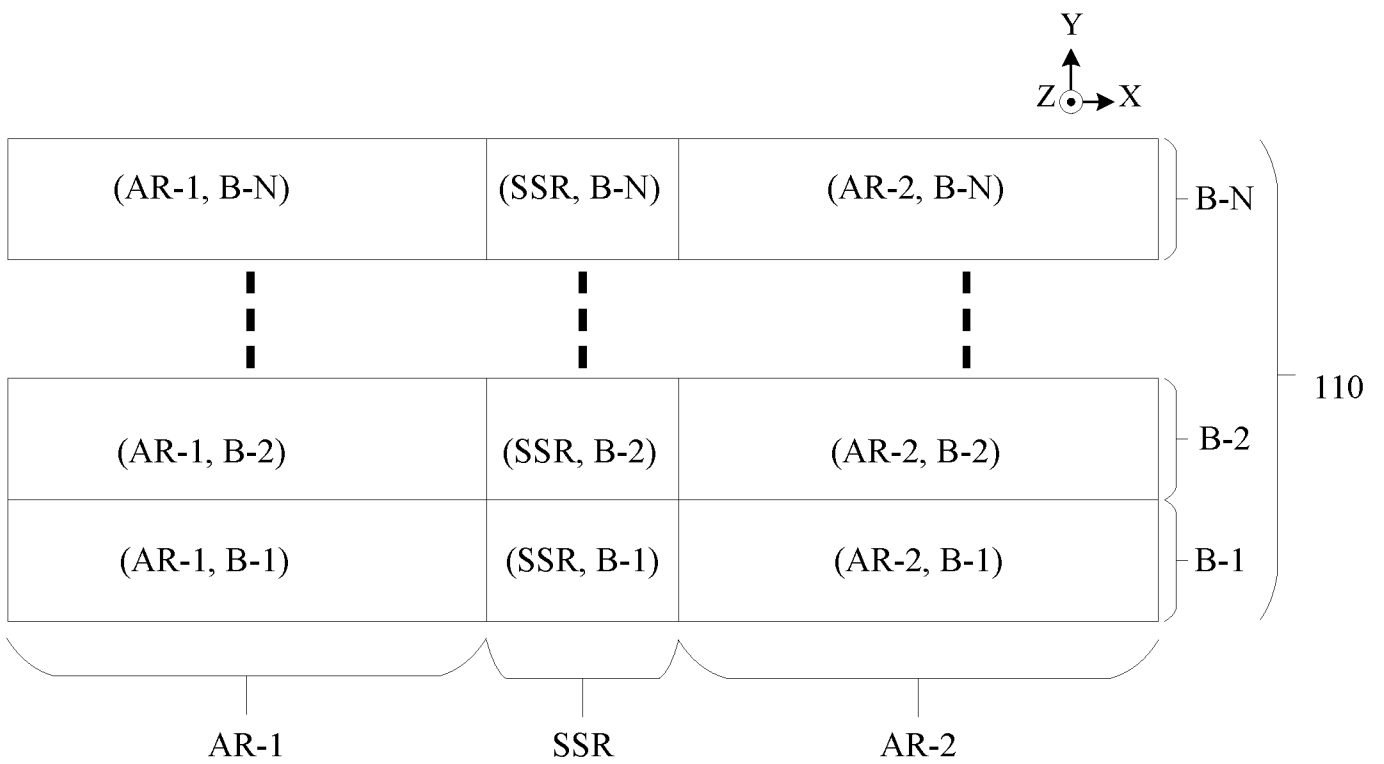 Y
Z X
(AR-1, B-N) (SSR, B-N) (AR-2, B-N) B-N
110
(AR-1, B-2) (SSR, B-2) (AR-2, B-2) B-2
(AR-1, B-1) (SSR, B-1) (AR-2, B-1) B-1
AR-1 SSR AR-2